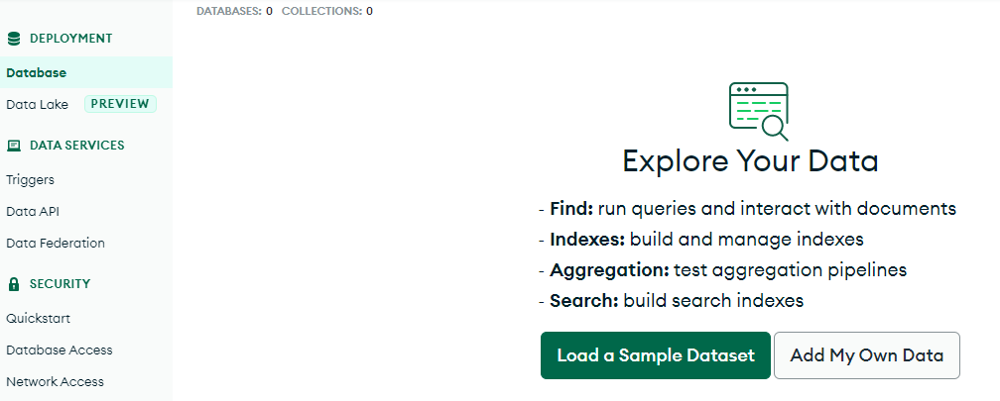 DATABASES: 0 COLLECTIONS: 0
DEPLOYMENT
Database
Data Lake PREVIEW
DATA SERVICES
Triggers
Data API
Data Federation
SECURITY
Quickstart
Database Access
Network Access
Explore Your Data
- Find: run queries and interact with documents
- Indexes: build and manage indexes
- Aggregation: test aggregation pipelines
- Search: build search indexes
Load a Sample Dataset Add My Own Data